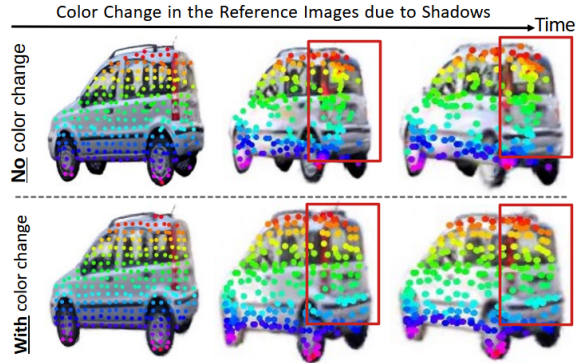 Color Change in the Reference Images due to Shadows
Time
No color change
With color change